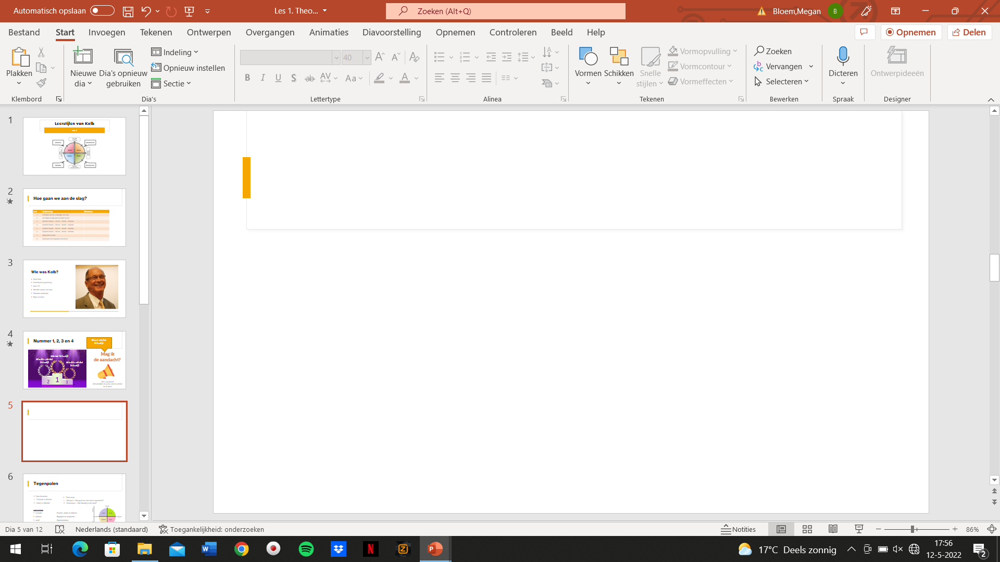 Automatisch opslaan
Les 1. Theo...
Zoeken (Alt+Q)
Bloem,Megan
B
Bestand Start Invoegen Tekenen Ontwerpen Overgangen Animaties Diavoorstelling Opnemen Controleren Beeld Help
Opnemen
Delen
Plakken
Klembord
Nieuwe dia
Dia's opnieuw gebruiken
Indeling
Opnieuw instellen
Sectie
Dia's
40
Lettertype
Alinea
Vormen
Schikken
Snelle stijlen
Vormopvulling
Vormcontour
Vormeffecten
Tekenen
Zoeken
Vervangen
Selecteren
Bewerken
Dicteren
Spraak
Ontwerpideeën
Designer
1
Leerstijlen van Kolb
2
Hoe gaan we aan de slag?
3
Wie was Kolb?
4
Nummer 1, 2, 3 en 4
Mag ik
de aandacht?
2 1 3
5
6
Tegenpolen
Dia 5 van 12
Nederlands (standaard)
Toegankelijkheid: onderzoeken
Notities
86%
17°C Deels zonnig
17:56
12-5-2022
2